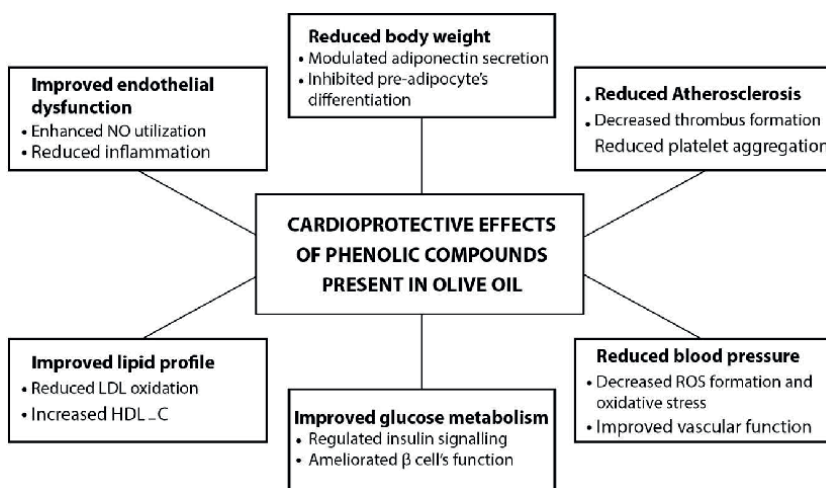 Reduced body weight
• Modulated adiponectin secretion
• Inhibited pre-adipocyte's
differentiation
Improved endothelial
dysfunction
• Enhanced NO utilization
• Reduced inflammation
• Reduced Atherosclerosis
• Decreased thrombus formation
Reduced platelet aggregation
CARDIOPROTECTIVE EFFECTS
OF PHENOLIC COMPOUNDS
PRESENT IN OLIVE OIL
Improved lipid profile
• Reduced LDL oxidation
• Increased HDL_C
Improved glucose metabolism
• Regulated insulin signalling
• Ameliorated β cell's function
Reduced blood pressure
• Decreased ROS formation and
oxidative stress
• Improved vascular function